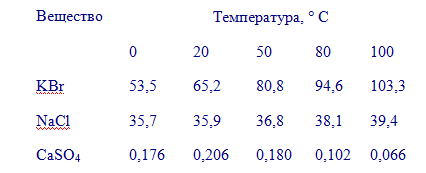 Вещество Температура, ° С
0 20 50 80 100
KBr 53,5 65,2 80,8 94,6 103,3
NaCl 35,7 35,9 36,8 38,1 39,4
CaSO₄ 0,176 0,206 0,180 0,102 0,066